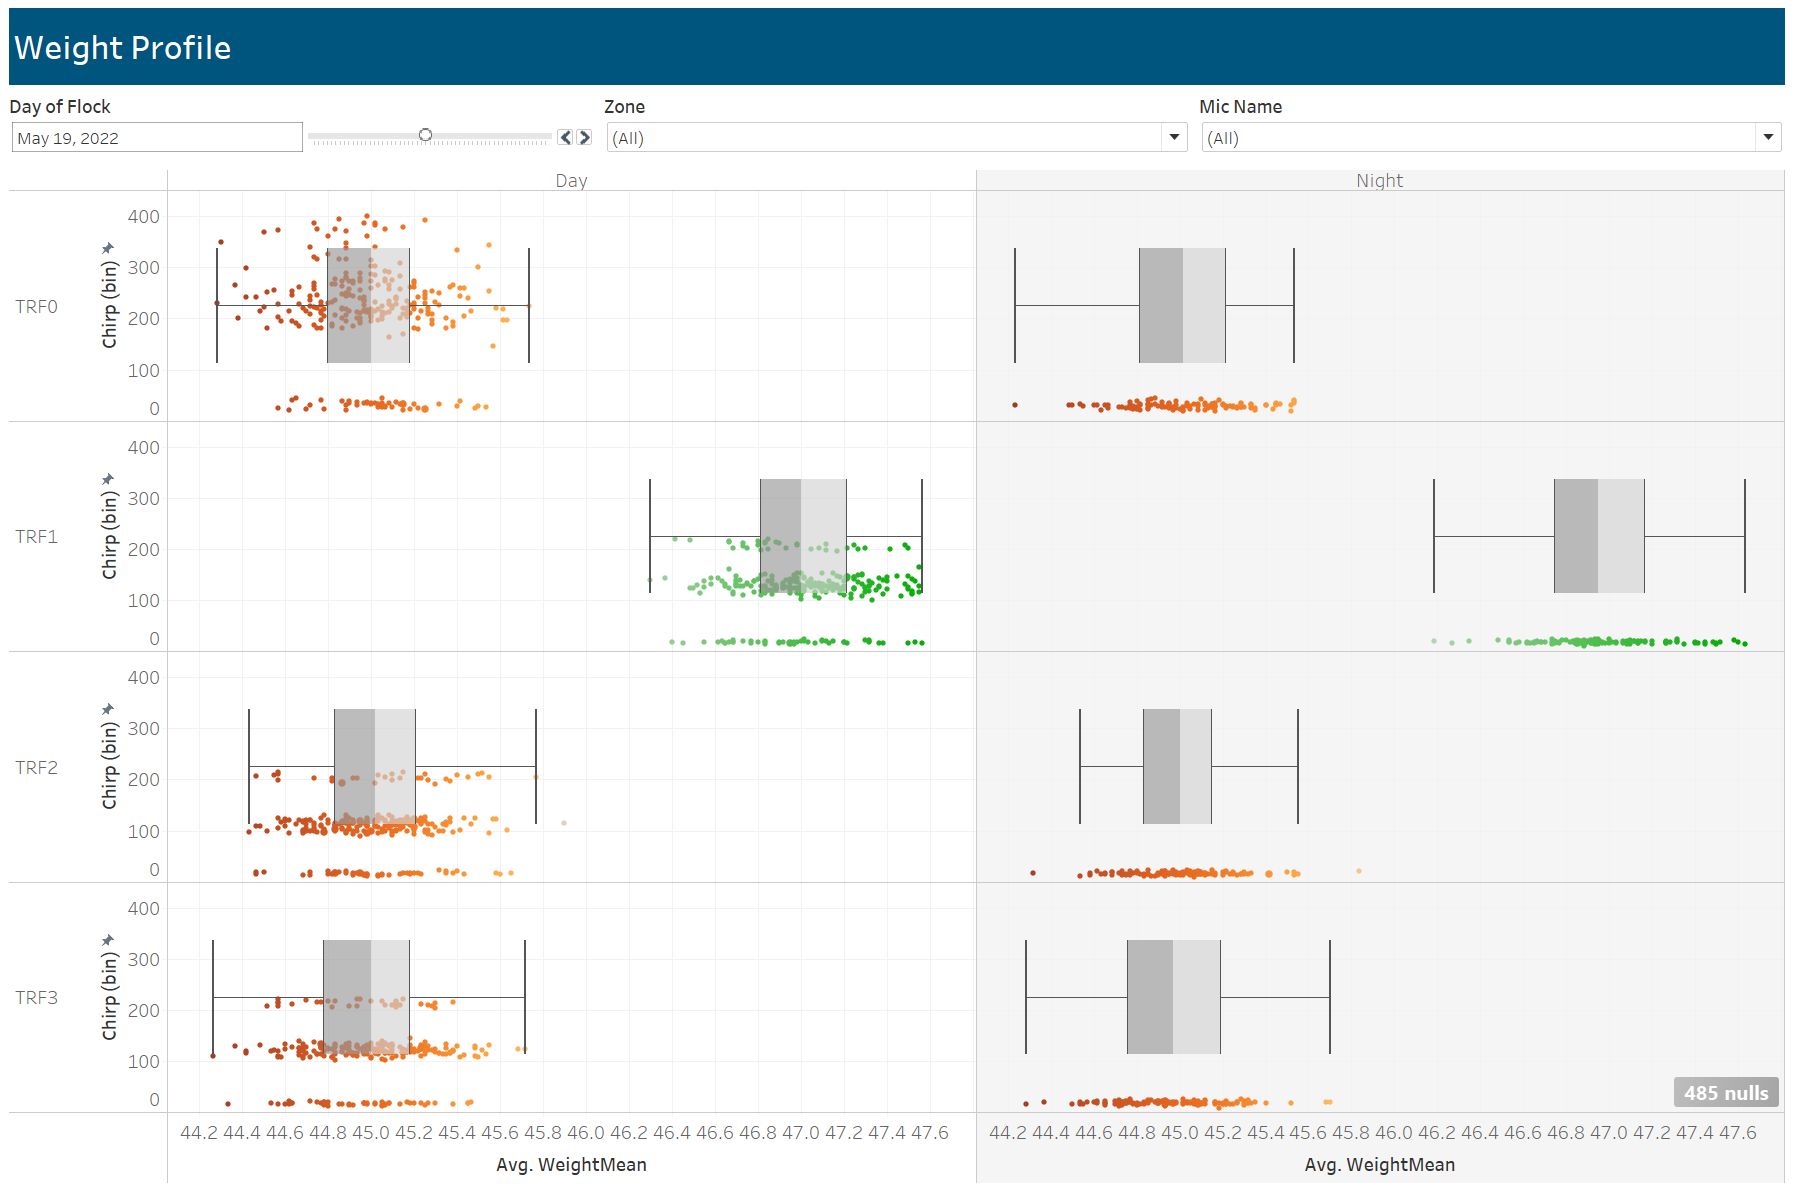 Weight Profile
Day of Flock
Zone
Mic Name
May 19, 2022
(All)
(All)
Day
Night
TRF0
Chirp (bin)
400
300
200
100
0
TRF1
Chirp (bin)
400
300
200
100
0
TRF2
Chirp (bin)
400
300
200
100
0
TRF3
Chirp (bin)
400
300
200
100
0
485 nulls
44.2 44.4 44.6 44.8 45.0 45.2 45.4 45.6 45.8 46.0 46.2 46.4 46.6 46.8 47.0 47.2 47.4 47.6
44.2 44.4 44.6 44.8 45.0 45.2 45.4 45.6 45.8 46.0 46.2 46.4 46.6 46.8 47.0 47.2 47.4 47.6
Avg. WeightMean
Avg. WeightMean